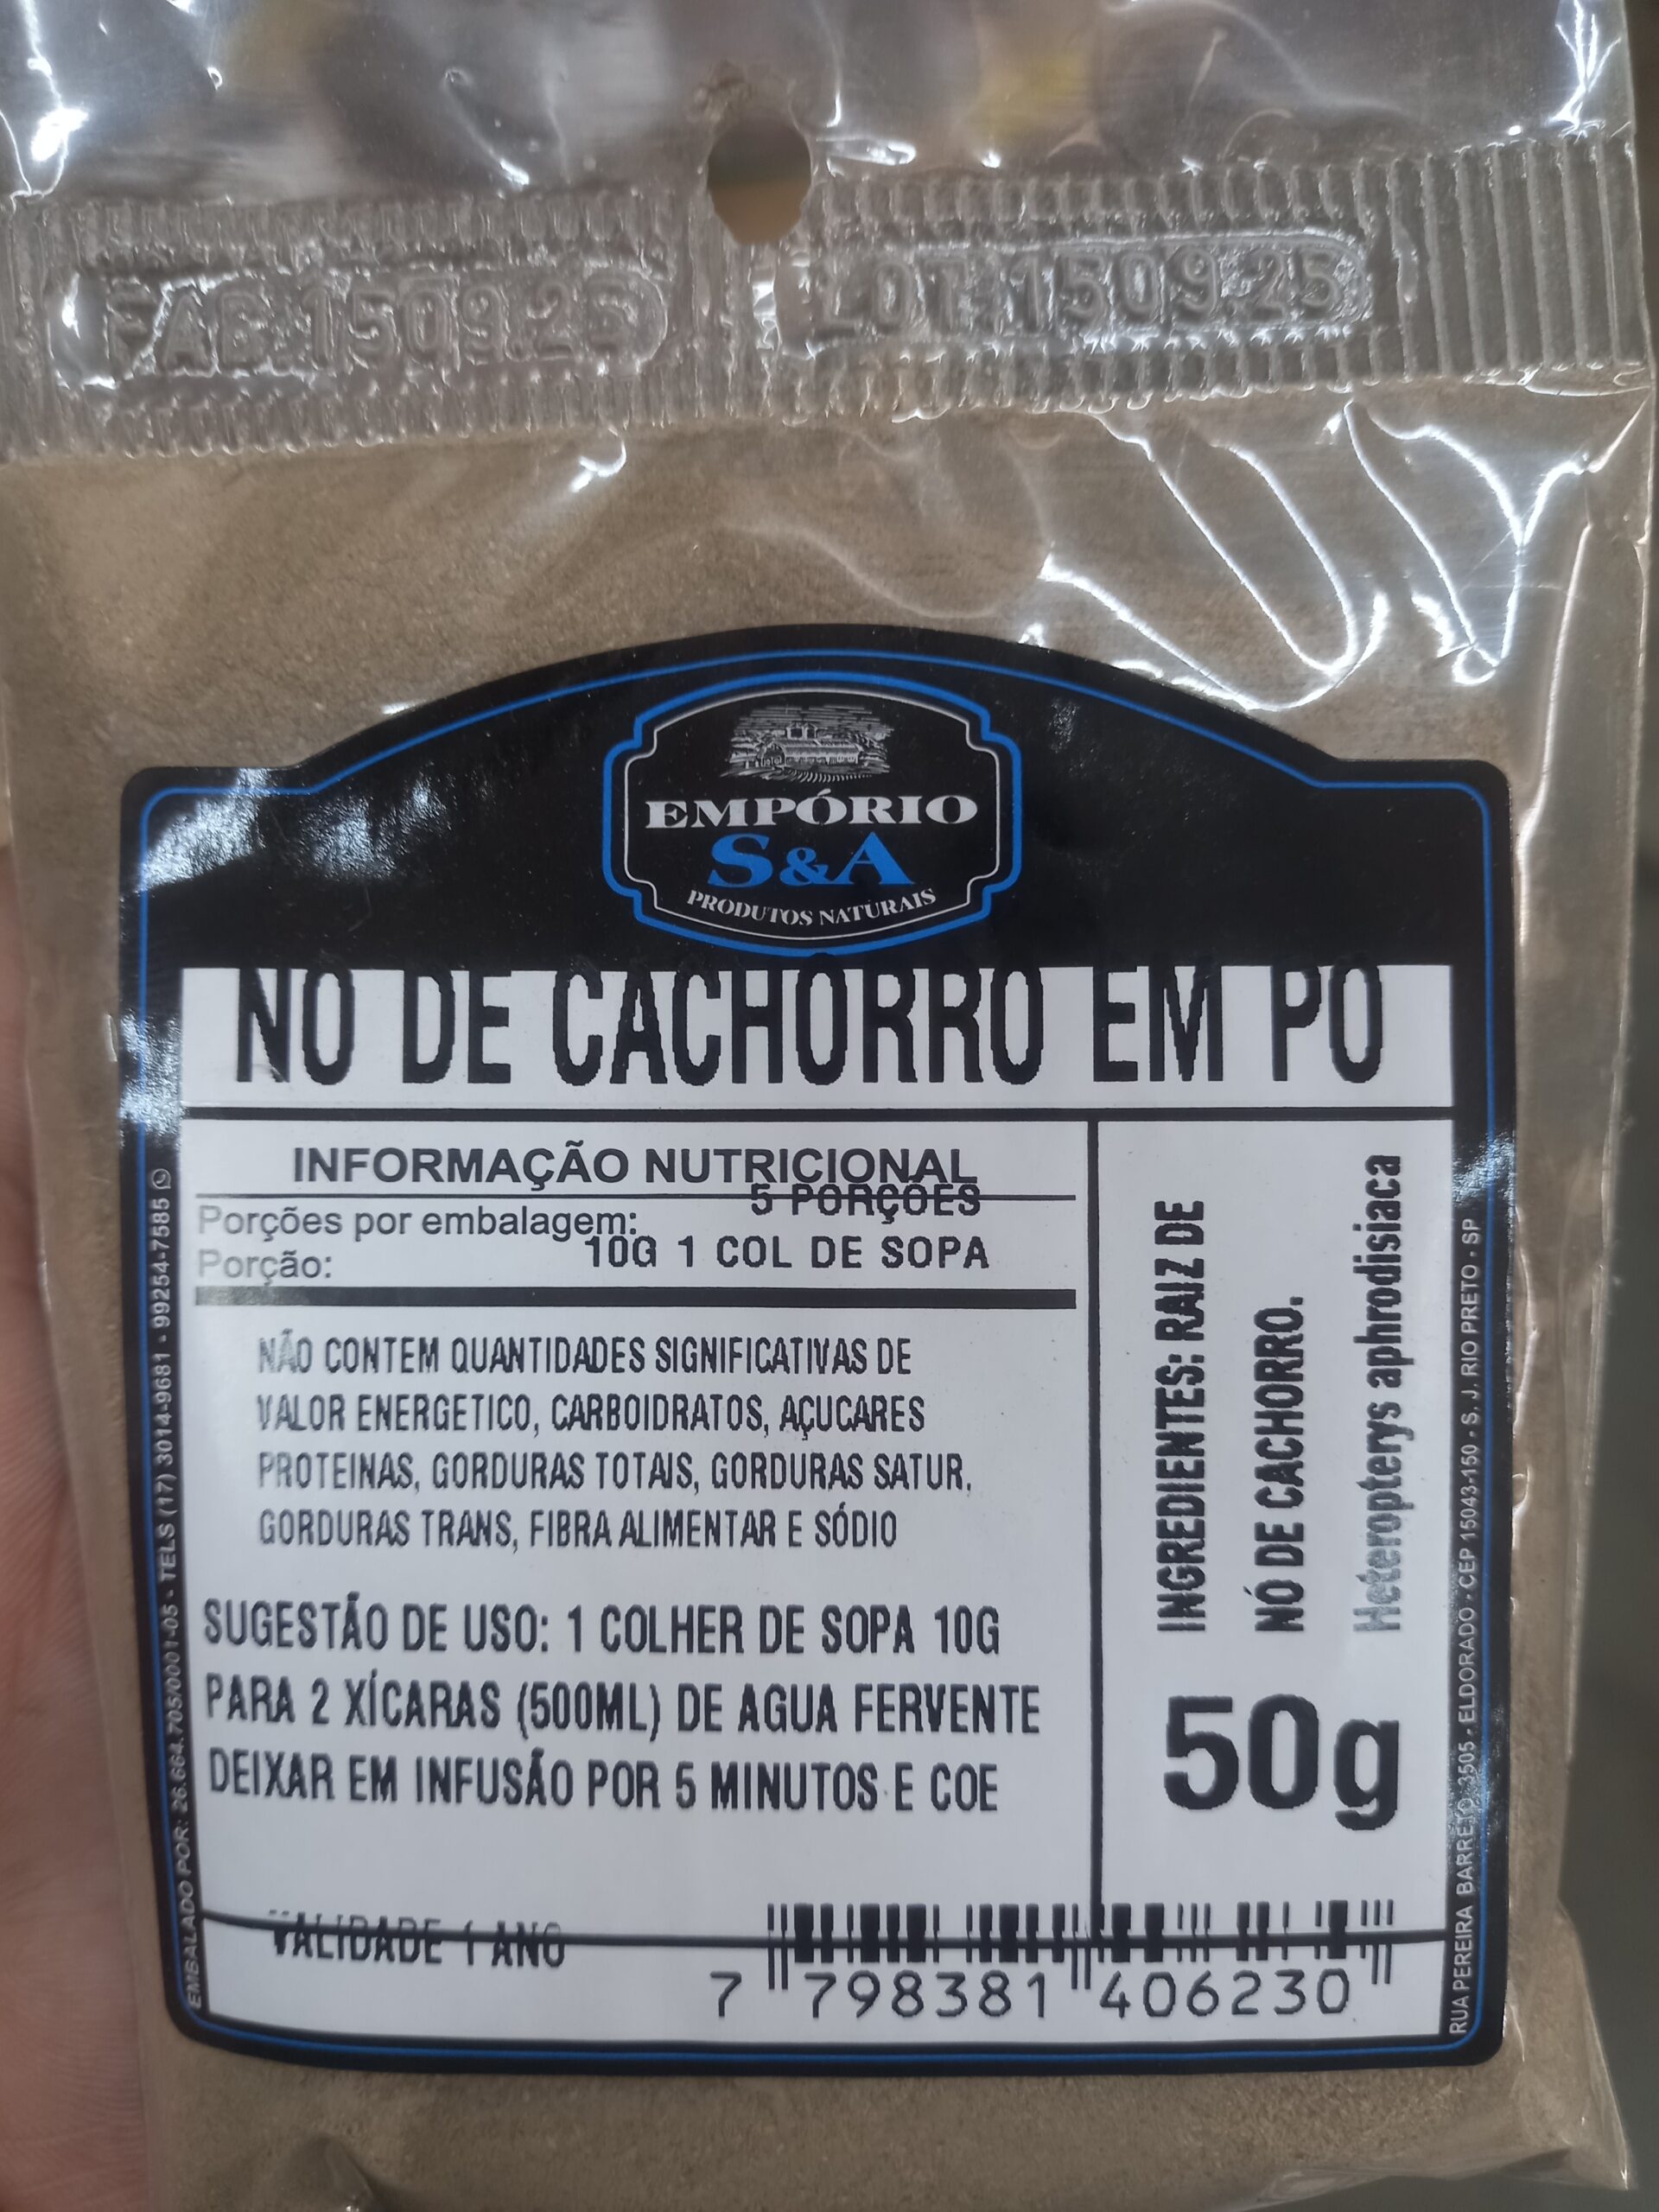 FAB:150925
LOT:150925
EMPÓRIO
S&A
PRODUTOS NATURAIS
NO DE CACHORRO EM PÓ
INFORMAÇÃO NUTRICIONAL
5 PORÇÕES
Porções por embalagem:
10G 1 COL DE SOPA
Porção:
NÃO CONTEM QUANTIDADES SIGNIFICATIVAS DE
VALOR ENERGETICO, CARBOIDRATOS, AÇUCARES
PROTEINAS, GORDURAS TOTAIS, GORDURAS SATUR.
GORDURAS TRANS, FIBRA ALIMENTAR E SÓDIO
SUGESTÃO DE USO: 1 COLHER DE SOPA 10G
PARA 2 XÍCARAS (500ML) DE AGUA FERVENTE
DEIXAR EM INFUSÃO POR 5 MINUTOS E COE
VALIDADE 1 ANO
INGREDIENTES: RAIZ DE
NÓ DE CACHORRO.
Heteropterys aphrodisiaca
50g
7 798381 406230
EMBALADO POR: 26.664.705/0001-05 - TELS (17) 3014-9681 - 99254-7585
RUA PEREIRA BARRETO 3505 - ELDORADO - CEP 15043-150 - S. J. RIO PRETO - SP